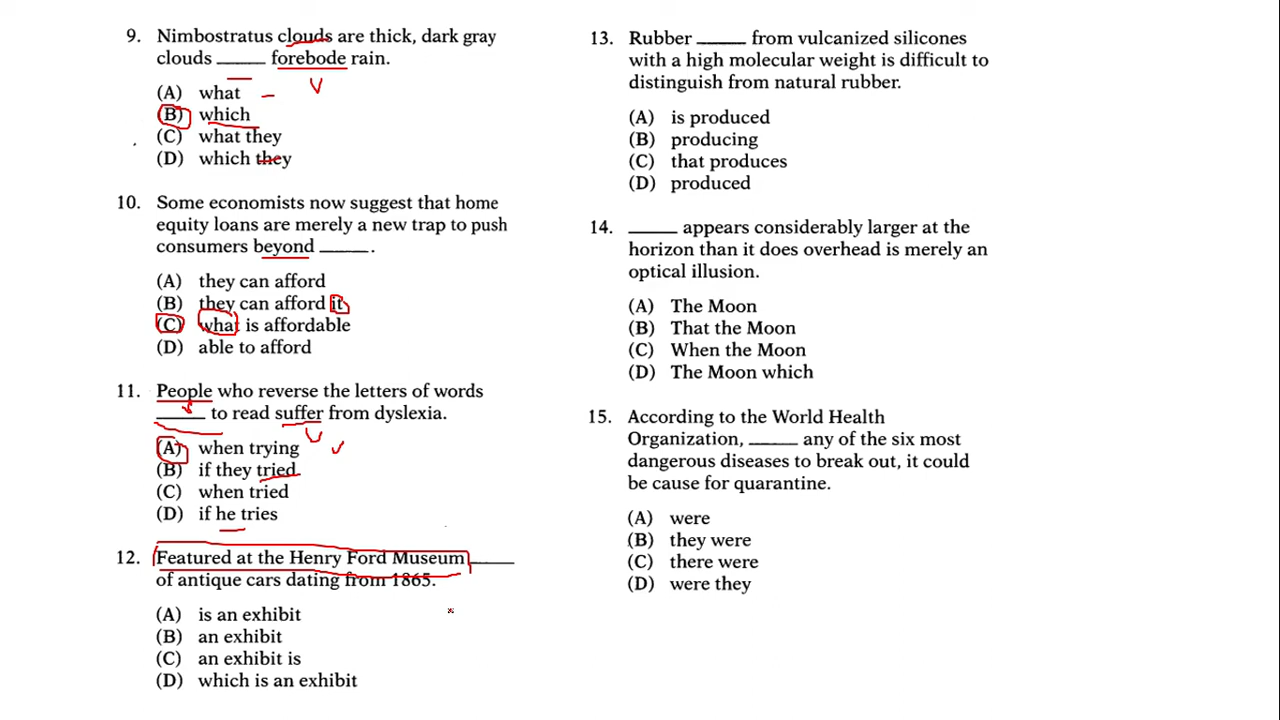 9. Nimbostratus clouds are thick, dark gray
clouds _____ forebode rain.
(A) what
(B) which
(C) what they
(D) which they
10. Some economists now suggest that home
equity loans are merely a new trap to push
consumers beyond _____.
(A) they can afford
(B) they can afford it
(C) what is affordable
(D) able to afford
11. People who reverse the letters of words
_____ to read suffer from dyslexia.
(A) when trying
(B) if they tried
(C) when tried
(D) if he tries
12. Featured at the Henry Ford Museum _____
of antique cars dating from 1865.
(A) is an exhibit
(B) an exhibit
(C) an exhibit is
(D) which is an exhibit
13. Rubber _____ from vulcanized silicones
with a high molecular weight is difficult to
distinguish from natural rubber.
(A) is produced
(B) producing
(C) that produces
(D) produced
14. _____ appears considerably larger at the
horizon than it does overhead is merely an
optical illusion.
(A) The Moon
(B) That the Moon
(C) When the Moon
(D) The Moon which
15. According to the World Health
Organization, _____ any of the six most
dangerous diseases to break out, it could
be cause for quarantine.
(A) were
(B) they were
(C) there were
(D) were they